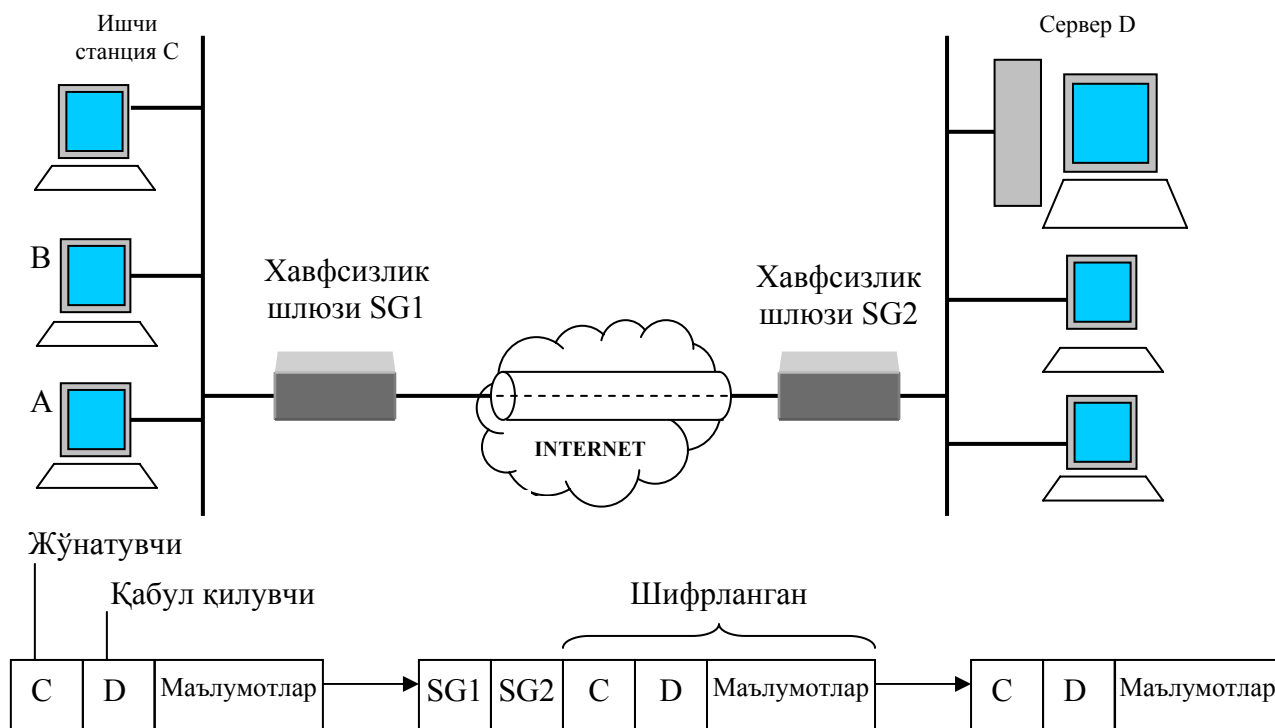 Ишчи
станция C
Сервер D
B
Хавфсизлик
шлюзи SG1
Хавфсизлик
шлюзи SG2
A
INTERNET
Жўнатувчи
Қабул қилувчи
Шифрланган
C D Маълумотлар SG1 SG2 C D Маълумотлар C D Маълумотлар